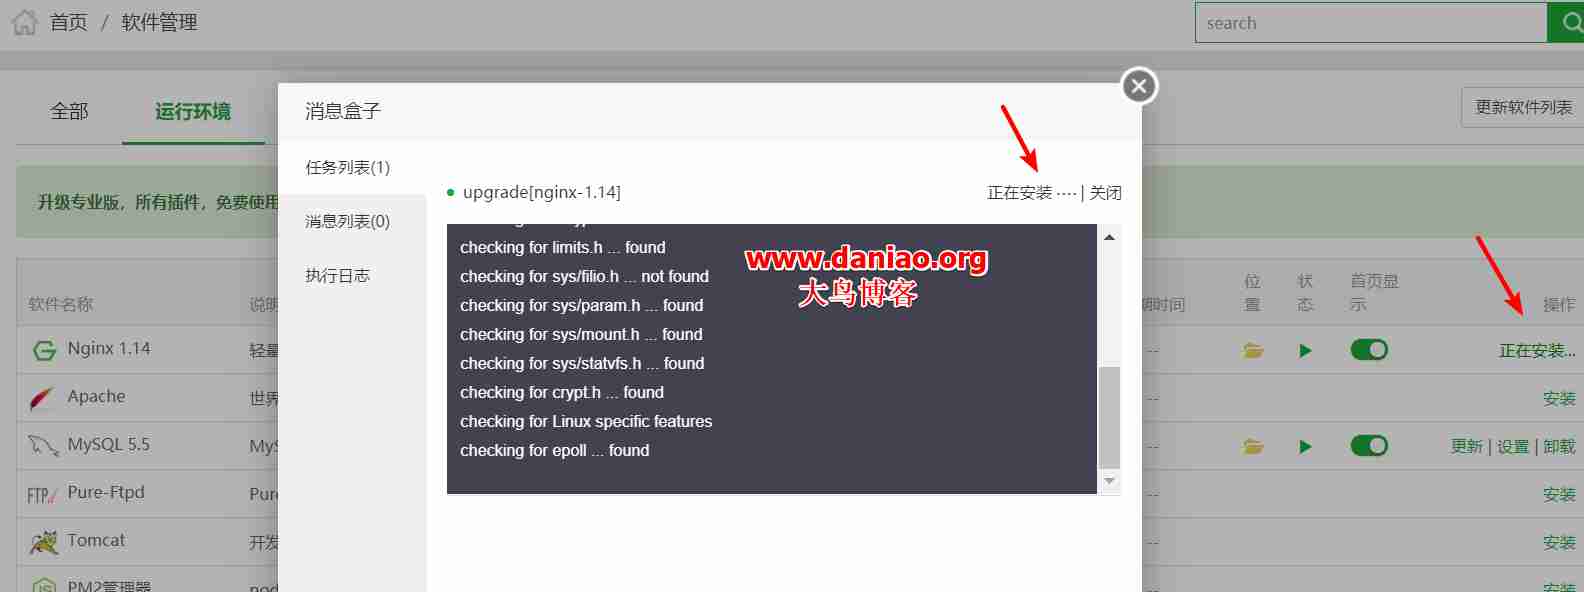 首页 / 软件管理
search
全部
运行环境
更新软件列表
消息盒子
任务列表(1)
消息列表(0)
执行日志
upgrade[nginx-1.14]
正在安装 ···· | 关闭
checking for limits.h ... found
checking for sys/filio.h ... not found
checking for sys/param.h ... found
checking for sys/mount.h ... found
checking for sys/statvfs.h ... found
checking for crypt.h ... found
checking for Linux specific features
checking for epoll ... found
www.daniao.org
大鸟博客
升级专业版，所有插件，免费使用
软件名称
说明
期时间
位置
状态
首页显示
操作
Nginx 1.14
轻量
--
正在安装...
Apache
世界
--
安装
MySQL 5.5
MyS
--
更新 | 设置 | 卸载
Pure-Ftpd
Pure
--
安装
Tomcat
开发
--
安装
PM2管理器
nod
--
安装